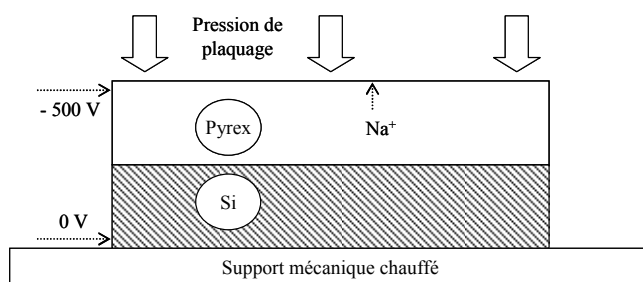 Pression de
plaquage
- 500 V
Pyrex
Na⁺
Si
0 V
Support mécanique chauffé